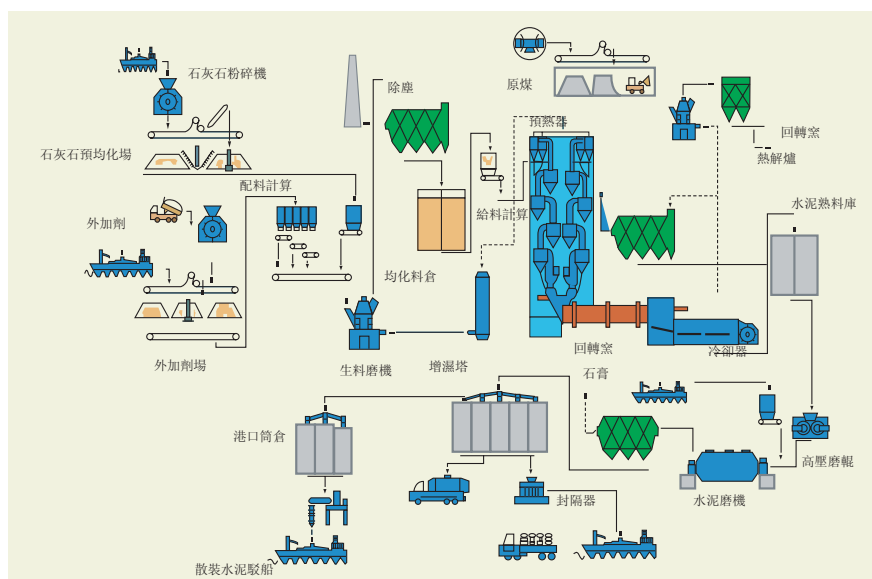 石灰石粉碎機
原煤
除塵
預熱器
回轉窯
熱解爐
石灰石預均化場
配料計算
給料計算
水泥熟料庫
外加劑
均化料倉
外加劑場
生料磨機
增濕塔
回轉窯
冷卻器
石膏
港口筒倉
高壓磨輥
封隔器
水泥磨機
散裝水泥駁船